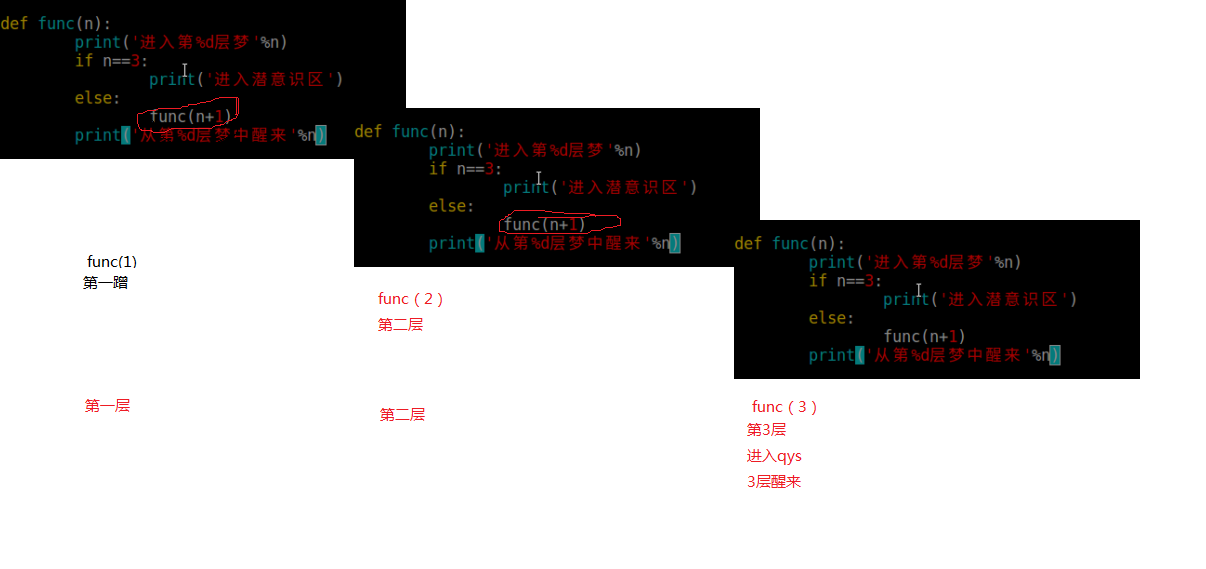 def func(n):
print('进入第%d层梦'%n)
if n==3:
print('进入潜意识区')
else:
func(n+1)
print('从第%d层梦中醒来'%n)
func(1)
第一蹭
第一层
def func(n):
print('进入第%d层梦'%n)
if n==3:
print('进入潜意识区')
else:
func(n+1)
print('从第%d层梦中醒来'%n)
func（2）
第二层
第二层
def func(n):
print('进入第%d层梦'%n)
if n==3:
print('进入潜意识区')
else:
func(n+1)
print('从第%d层梦中醒来'%n)
func（3）
第3层
进入qys
3层醒来